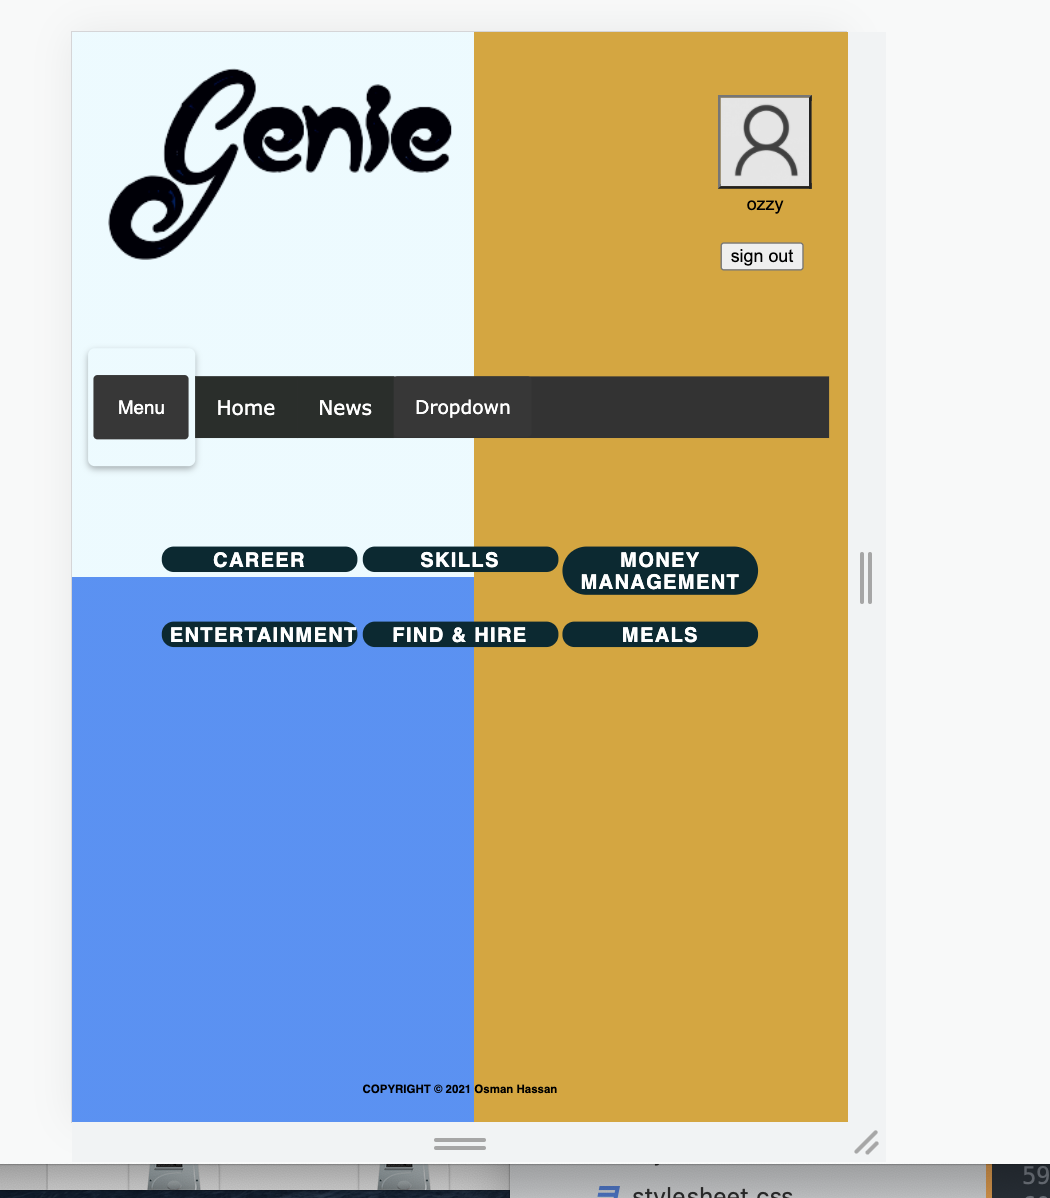 Genie
ozzy
sign out
Menu Home News Dropdown
CAREER SKILLS MONEY
MANAGEMENT
ENTERTAINMENT FIND & HIRE MEALS
COPYRIGHT © 2021 Osman Hassan
59
stylesheet.css